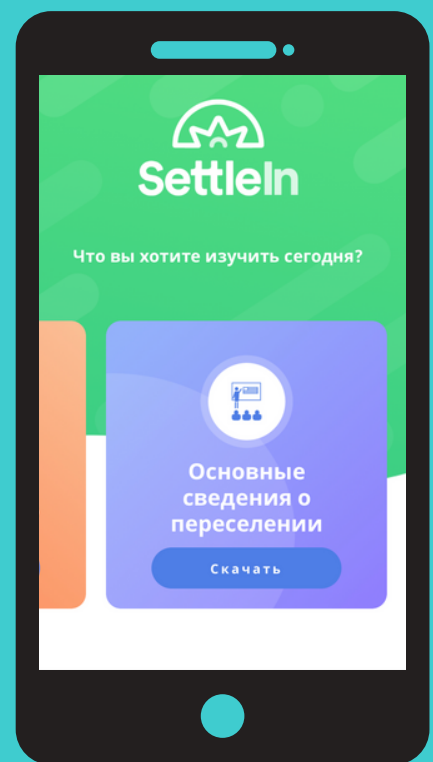 SettleIn
Что вы хотите изучить сегодня?
Основные
сведения о
переселении
Скачать